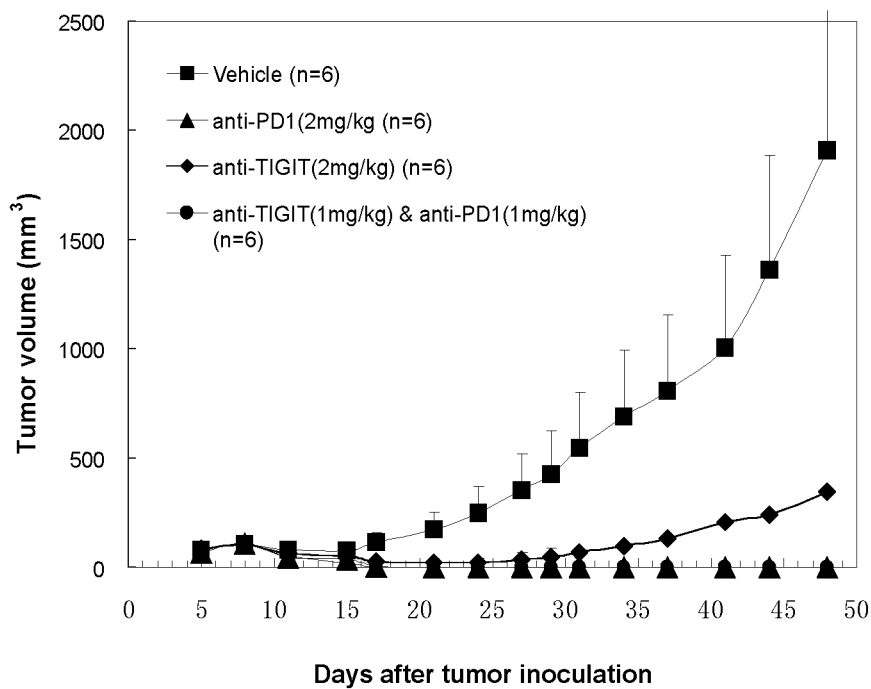 2500
2000
1500
1000
500
0
Tumor volume (mm³)
Vehicle (n=6)
anti-PD1(2mg/kg (n=6)
anti-TIGIT(2mg/kg) (n=6)
anti-TIGIT(1mg/kg) & anti-PD1(1mg/kg)
(n=6)
0 5 10 15 20 25 30 35 40 45 50
Days after tumor inoculation